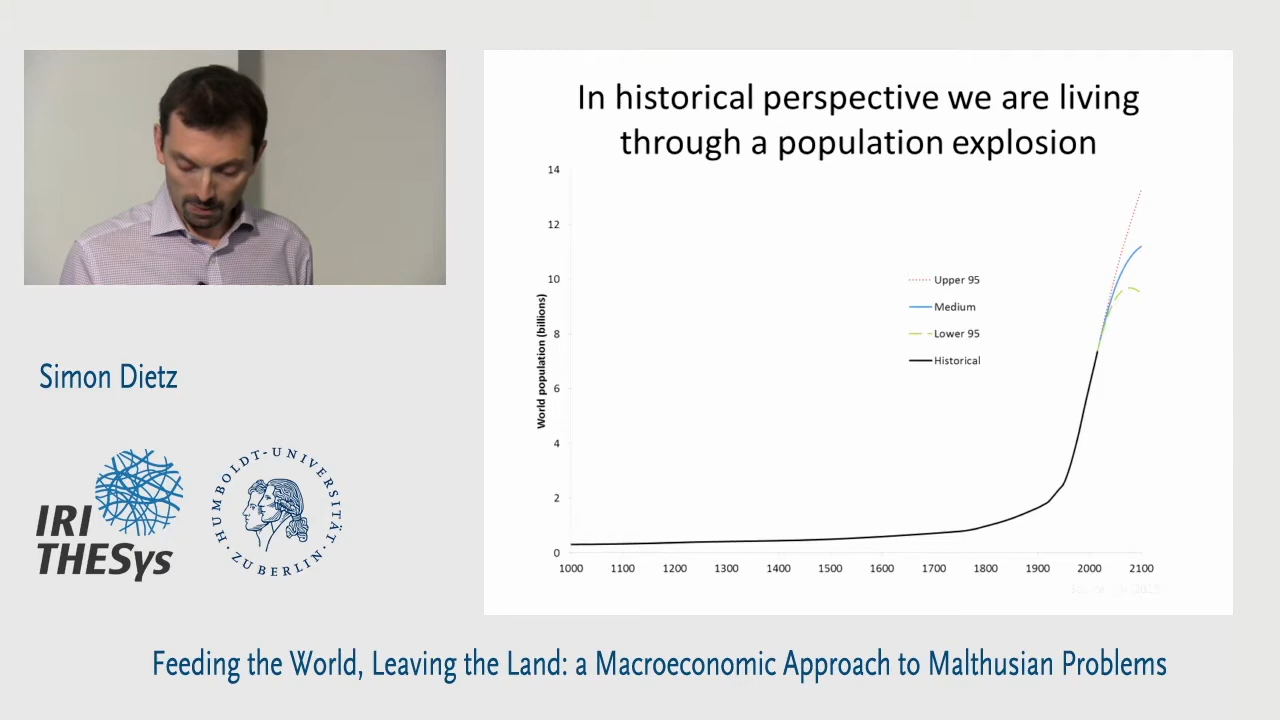 In historical perspective we are living
through a population explosion
14
12
10
8
6
4
2
0
World population (billions)
Upper 95
Medium
Lower 95
Historical
1000 1100 1200 1300 1400 1500 1600 1700 1800 1900 2000 2100
Simon Dietz
IRI
THESys
HUMBOLDT-UNIVERSITÄT
· ZU BERLIN ·
Feeding the World, Leaving the Land: a Macroeconomic Approach to Malthusian Problems